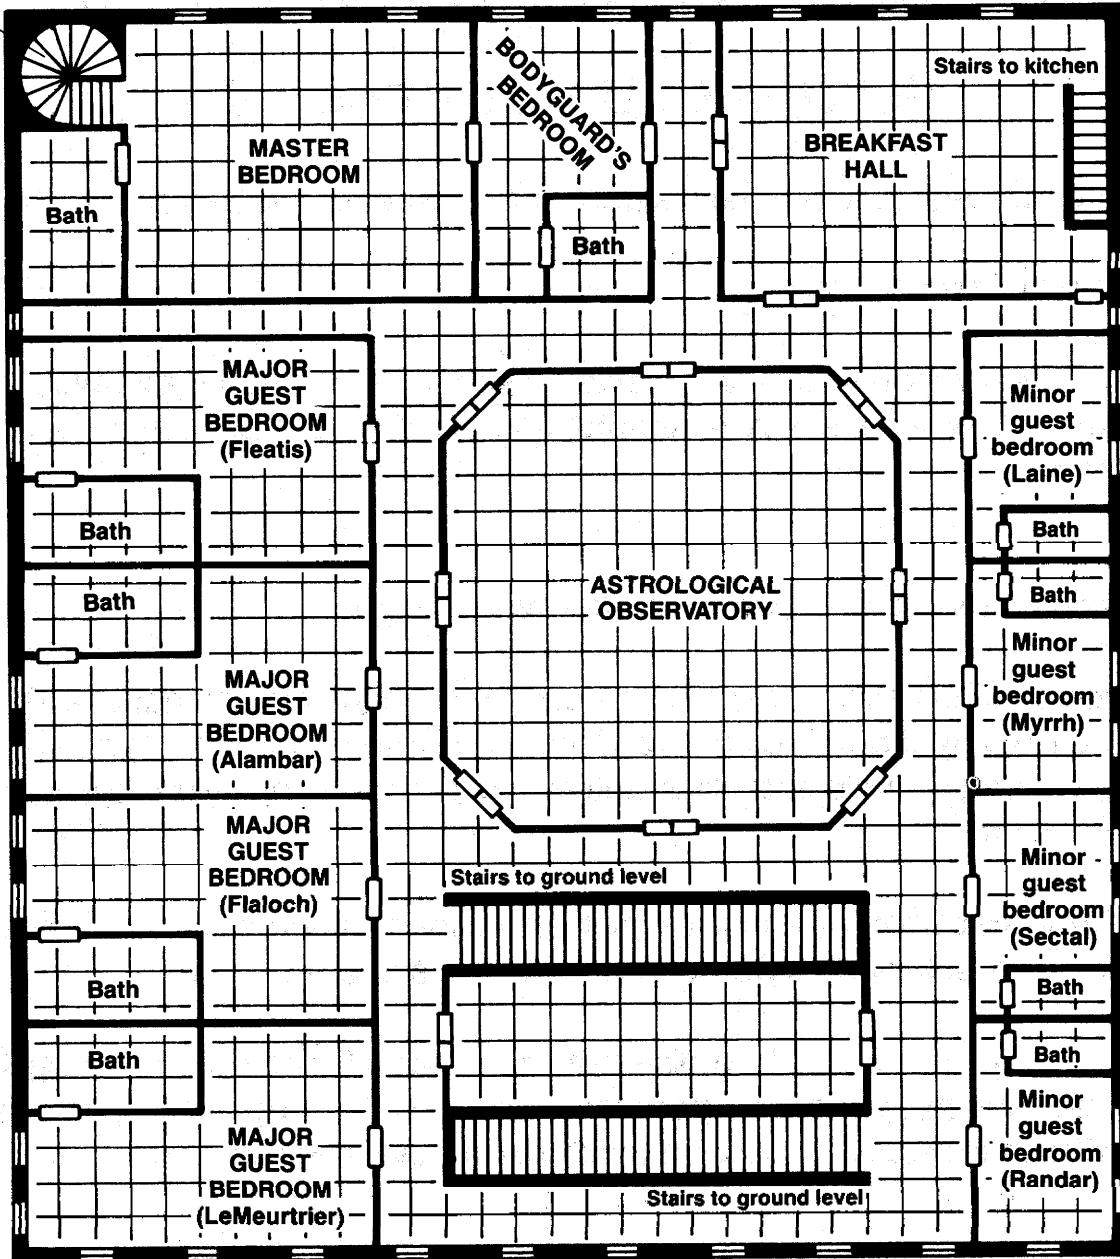 Stairs to kitchen
BODYGUARD'S
BEDROOM
MASTER
BEDROOM
BREAKFAST
HALL
Bath
Bath
MAJOR
GUEST
BEDROOM
(Fleatis)
Minor
guest
bedroom
(Laine)
Bath
Bath
Bath
Bath
ASTROLOGICAL
OBSERVATORY
MAJOR
GUEST
BEDROOM
(Alambar)
Minor
guest
bedroom
(Myrrh)
MAJOR
GUEST
BEDROOM
(Flaloch)
Stairs to ground level
Minor
guest
bedroom
(Sectal)
Bath
Bath
Bath
Bath
MAJOR
GUEST
BEDROOM
(LeMeurtrier)
Minor
guest
bedroom
(Randar)
Stairs to ground level